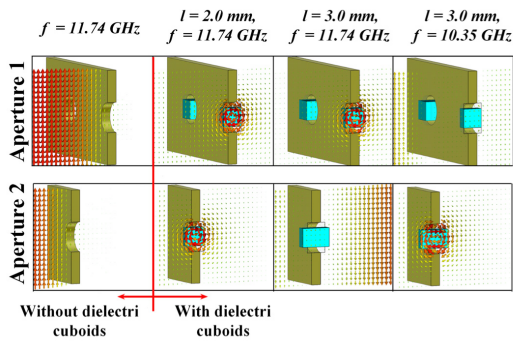 f = 11.74 GHz
l = 2.0 mm,
f = 11.74 GHz
l = 3.0 mm,
f = 11.74 GHz
l = 3.0 mm,
f = 10.35 GHz
Aperture 1
Aperture 2
Without dielectri
cuboids
With dielectri
cuboids